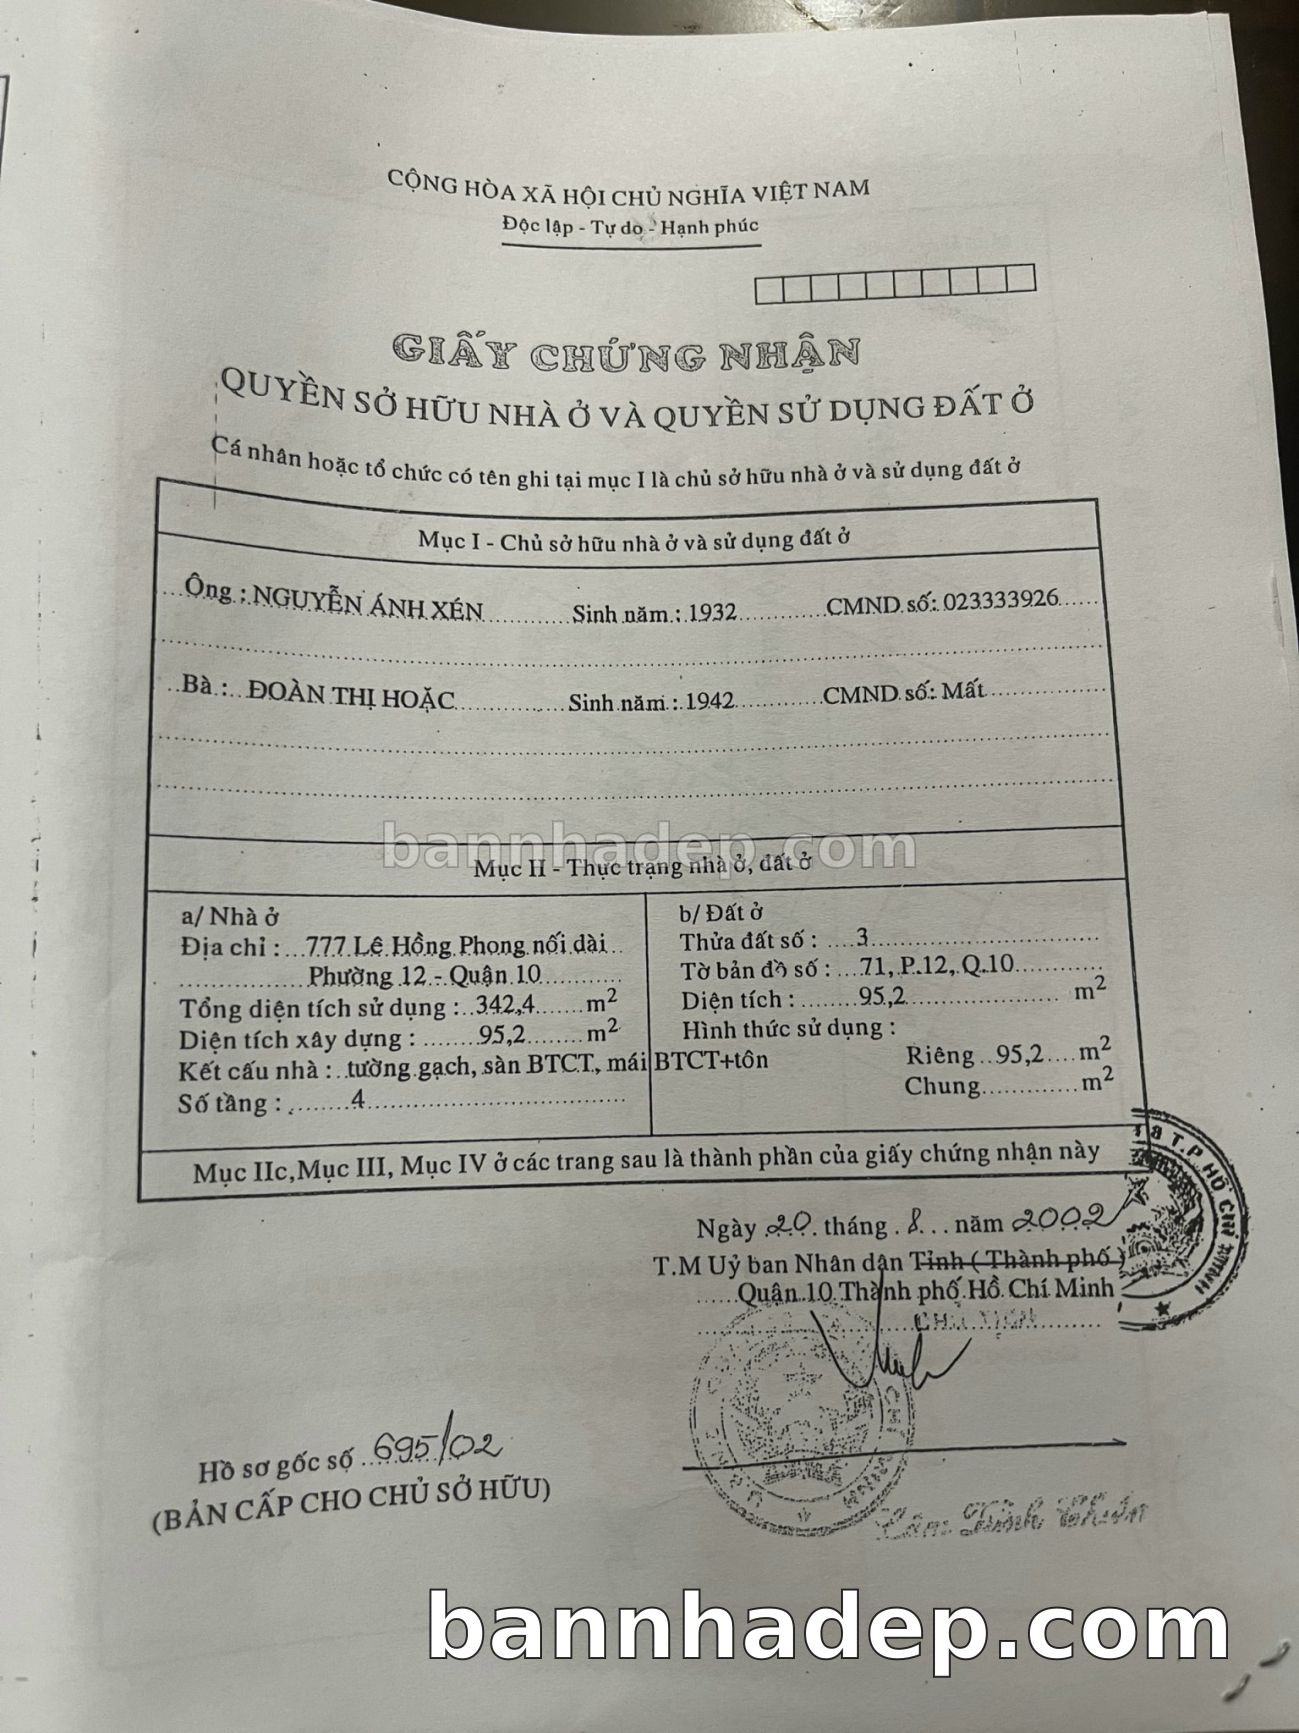 CỘNG HÒA XÃ HỘI CHỦ NGHĨA VIỆT NAM
Độc lập - Tự do - Hạnh phúc
GIẤY CHỨNG NHẬN
QUYỀN SỞ HỮU NHÀ Ở VÀ QUYỀN SỬ DỤNG ĐẤT Ở
Cá nhân hoặc tổ chức có tên ghi tại mục I là chủ sở hữu nhà ở và sử dụng đất ở
Mục I - Chủ sở hữu nhà ở và sử dụng đất ở
Ông : NGUYỄN ÁNH XÉN Sinh năm : 1932 CMND số: 023333926
Bà : ĐOÀN THỊ HOẶC Sinh năm : 1942 CMND số: Mất
bannhadep.com
Mục II - Thực trạng nhà ở, đất ở
a/ Nhà ở
Địa chỉ : 777 Lê Hồng Phong nối dài
Phường 12 - Quận 10
Tổng diện tích sử dụng : 342,4 m2
Diện tích xây dựng : 95,2 m2
Kết cấu nhà : tường gạch, sàn BTCT, mái BTCT+tôn
Số tầng : 4
b/ Đất ở
Thửa đất số : 3
Tờ bản đồ số : 71, P.12, Q.10
Diện tích : 95,2 m2
Hình thức sử dụng :
Riêng 95,2 m2
Chung m2
Mục IIc,Mục III, Mục IV ở các trang sau là thành phần của giấy chứng nhận này
T.P HỒ CHÍ MINH
Ngày 20 tháng 8 năm 2002
T.M Uỷ ban Nhân dân Tỉnh ( Thành phố )
Quận 10 Thành phố Hồ Chí Minh
CHỦ TỊCH
Hồ sơ gốc số 695/02
(BẢN CẤP CHO CHỦ SỞ HỮU)
bannhadep.com